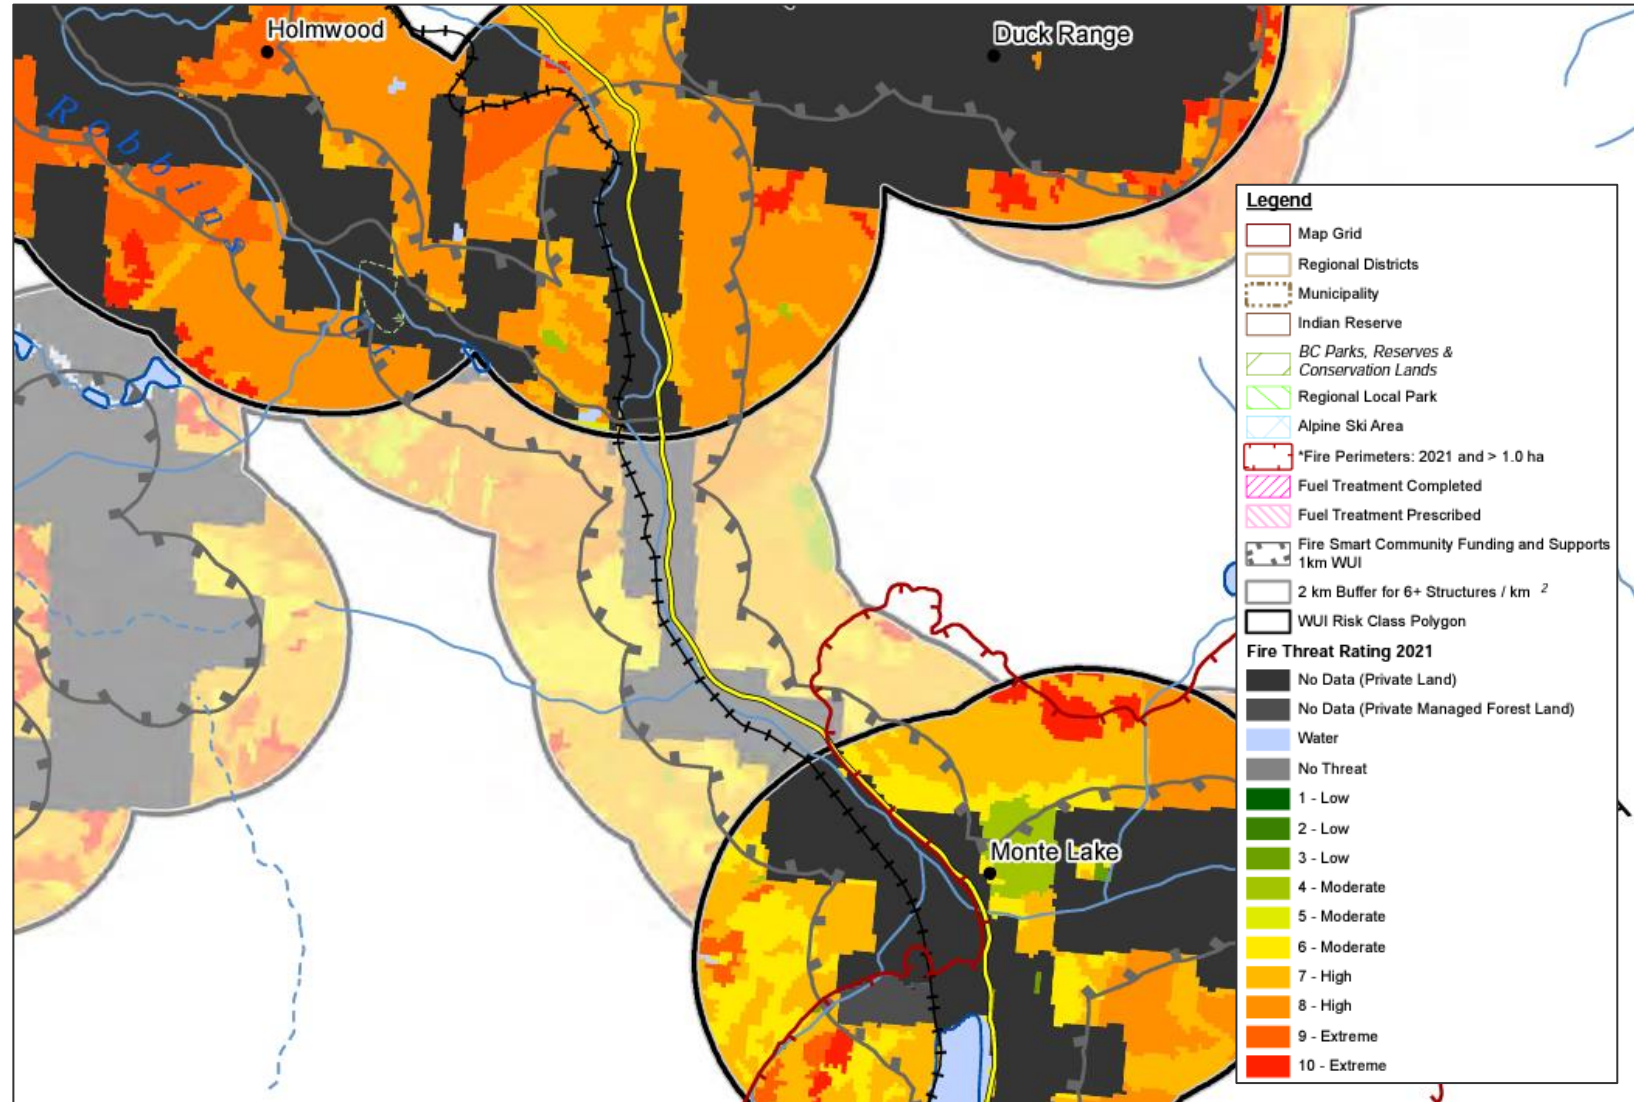 Holmwood
Duck Range
Robbins
Cr
Monte Lake
Legend
Map Grid
Regional Districts
Municipality
Indian Reserve
BC Parks, Reserves &
Conservation Lands
Regional Local Park
Alpine Ski Area
*Fire Perimeters: 2021 and > 1.0 ha
Fuel Treatment Completed
Fuel Treatment Prescribed
Fire Smart Community Funding and Supports
1km WUI
2 km Buffer for 6+ Structures / km 2
WUI Risk Class Polygon
Fire Threat Rating 2021
No Data (Private Land)
No Data (Private Managed Forest Land)
Water
No Threat
1 - Low
2 - Low
3 - Low
4 - Moderate
5 - Moderate
6 - Moderate
7 - High
8 - High
9 - Extreme
10 - Extreme